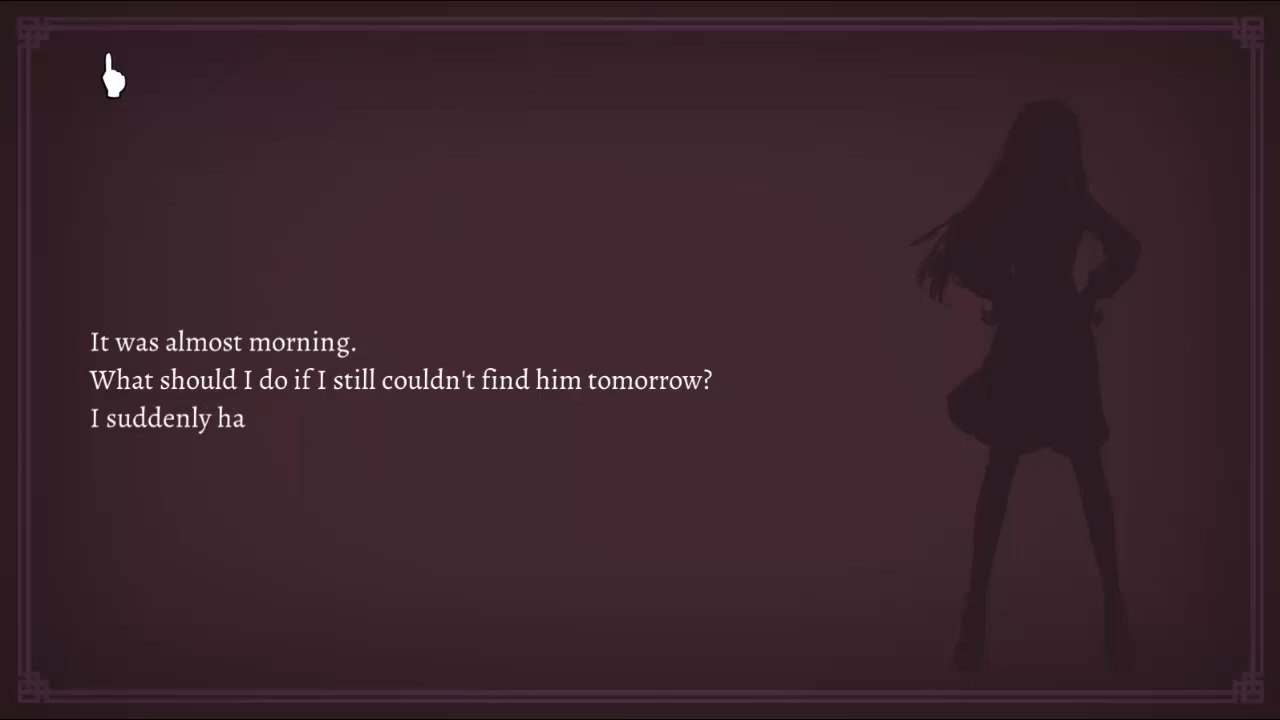 It was almost morning.
What should I do if I still couldn't find him tomorrow?
I suddenly ha